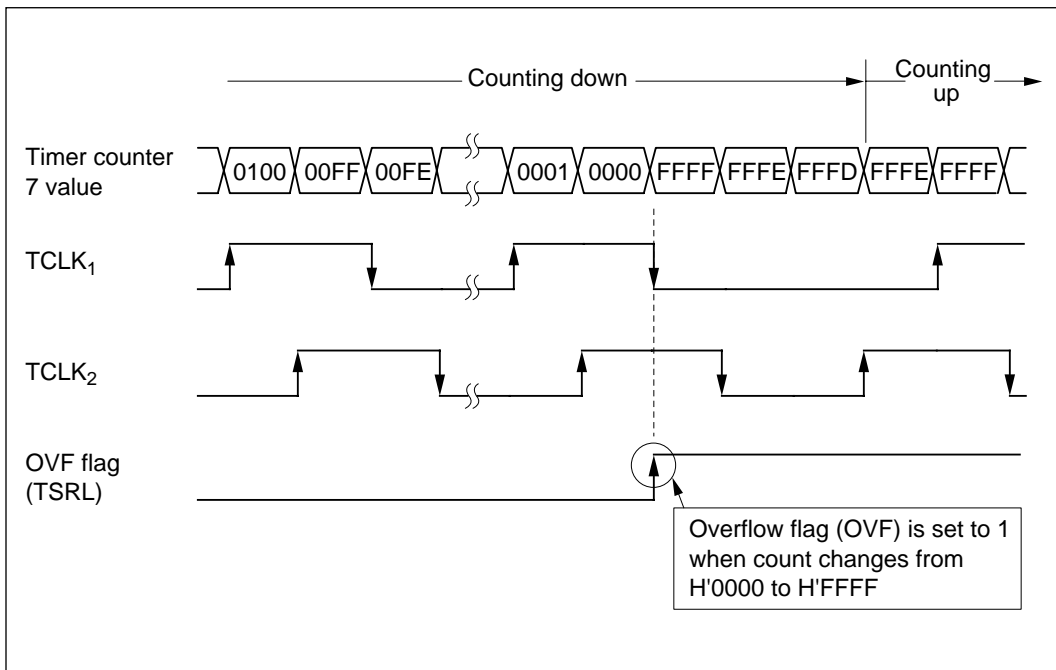 Counting down
Counting
up
Timer counter
7 value
0100 00FF 00FE 0001 0000 FFFF FFFE FFFD FFFE FFFF
TCLK1
TCLK2
OVF flag
(TSRL)
Overflow flag (OVF) is set to 1
when count changes from
H'0000 to H'FFFF